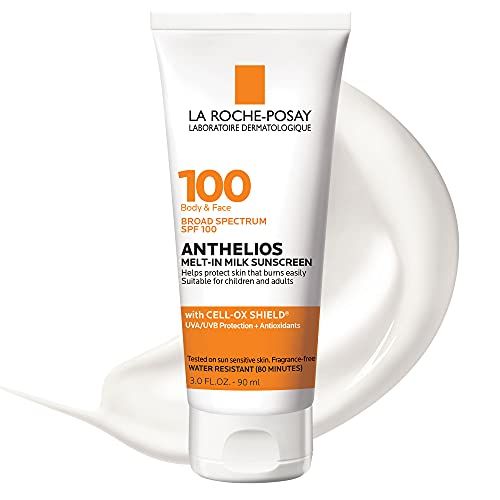 LA ROCHE-POSAY
LABORATOIRE DERMATOLOGIQUE
100
Body & Face
BROAD SPECTRUM
SPF 100
ANTHELIOS
MELT-IN MILK SUNSCREEN
Helps protect skin that burns easily
Suitable for children and adults
with CELL-OX SHIELD®
UVA/UVB Protection + Antioxidants
Tested on sun sensitive skin. Fragrance-free
WATER RESISTANT (80 MINUTES)
3.0 FL.OZ. - 90 ml